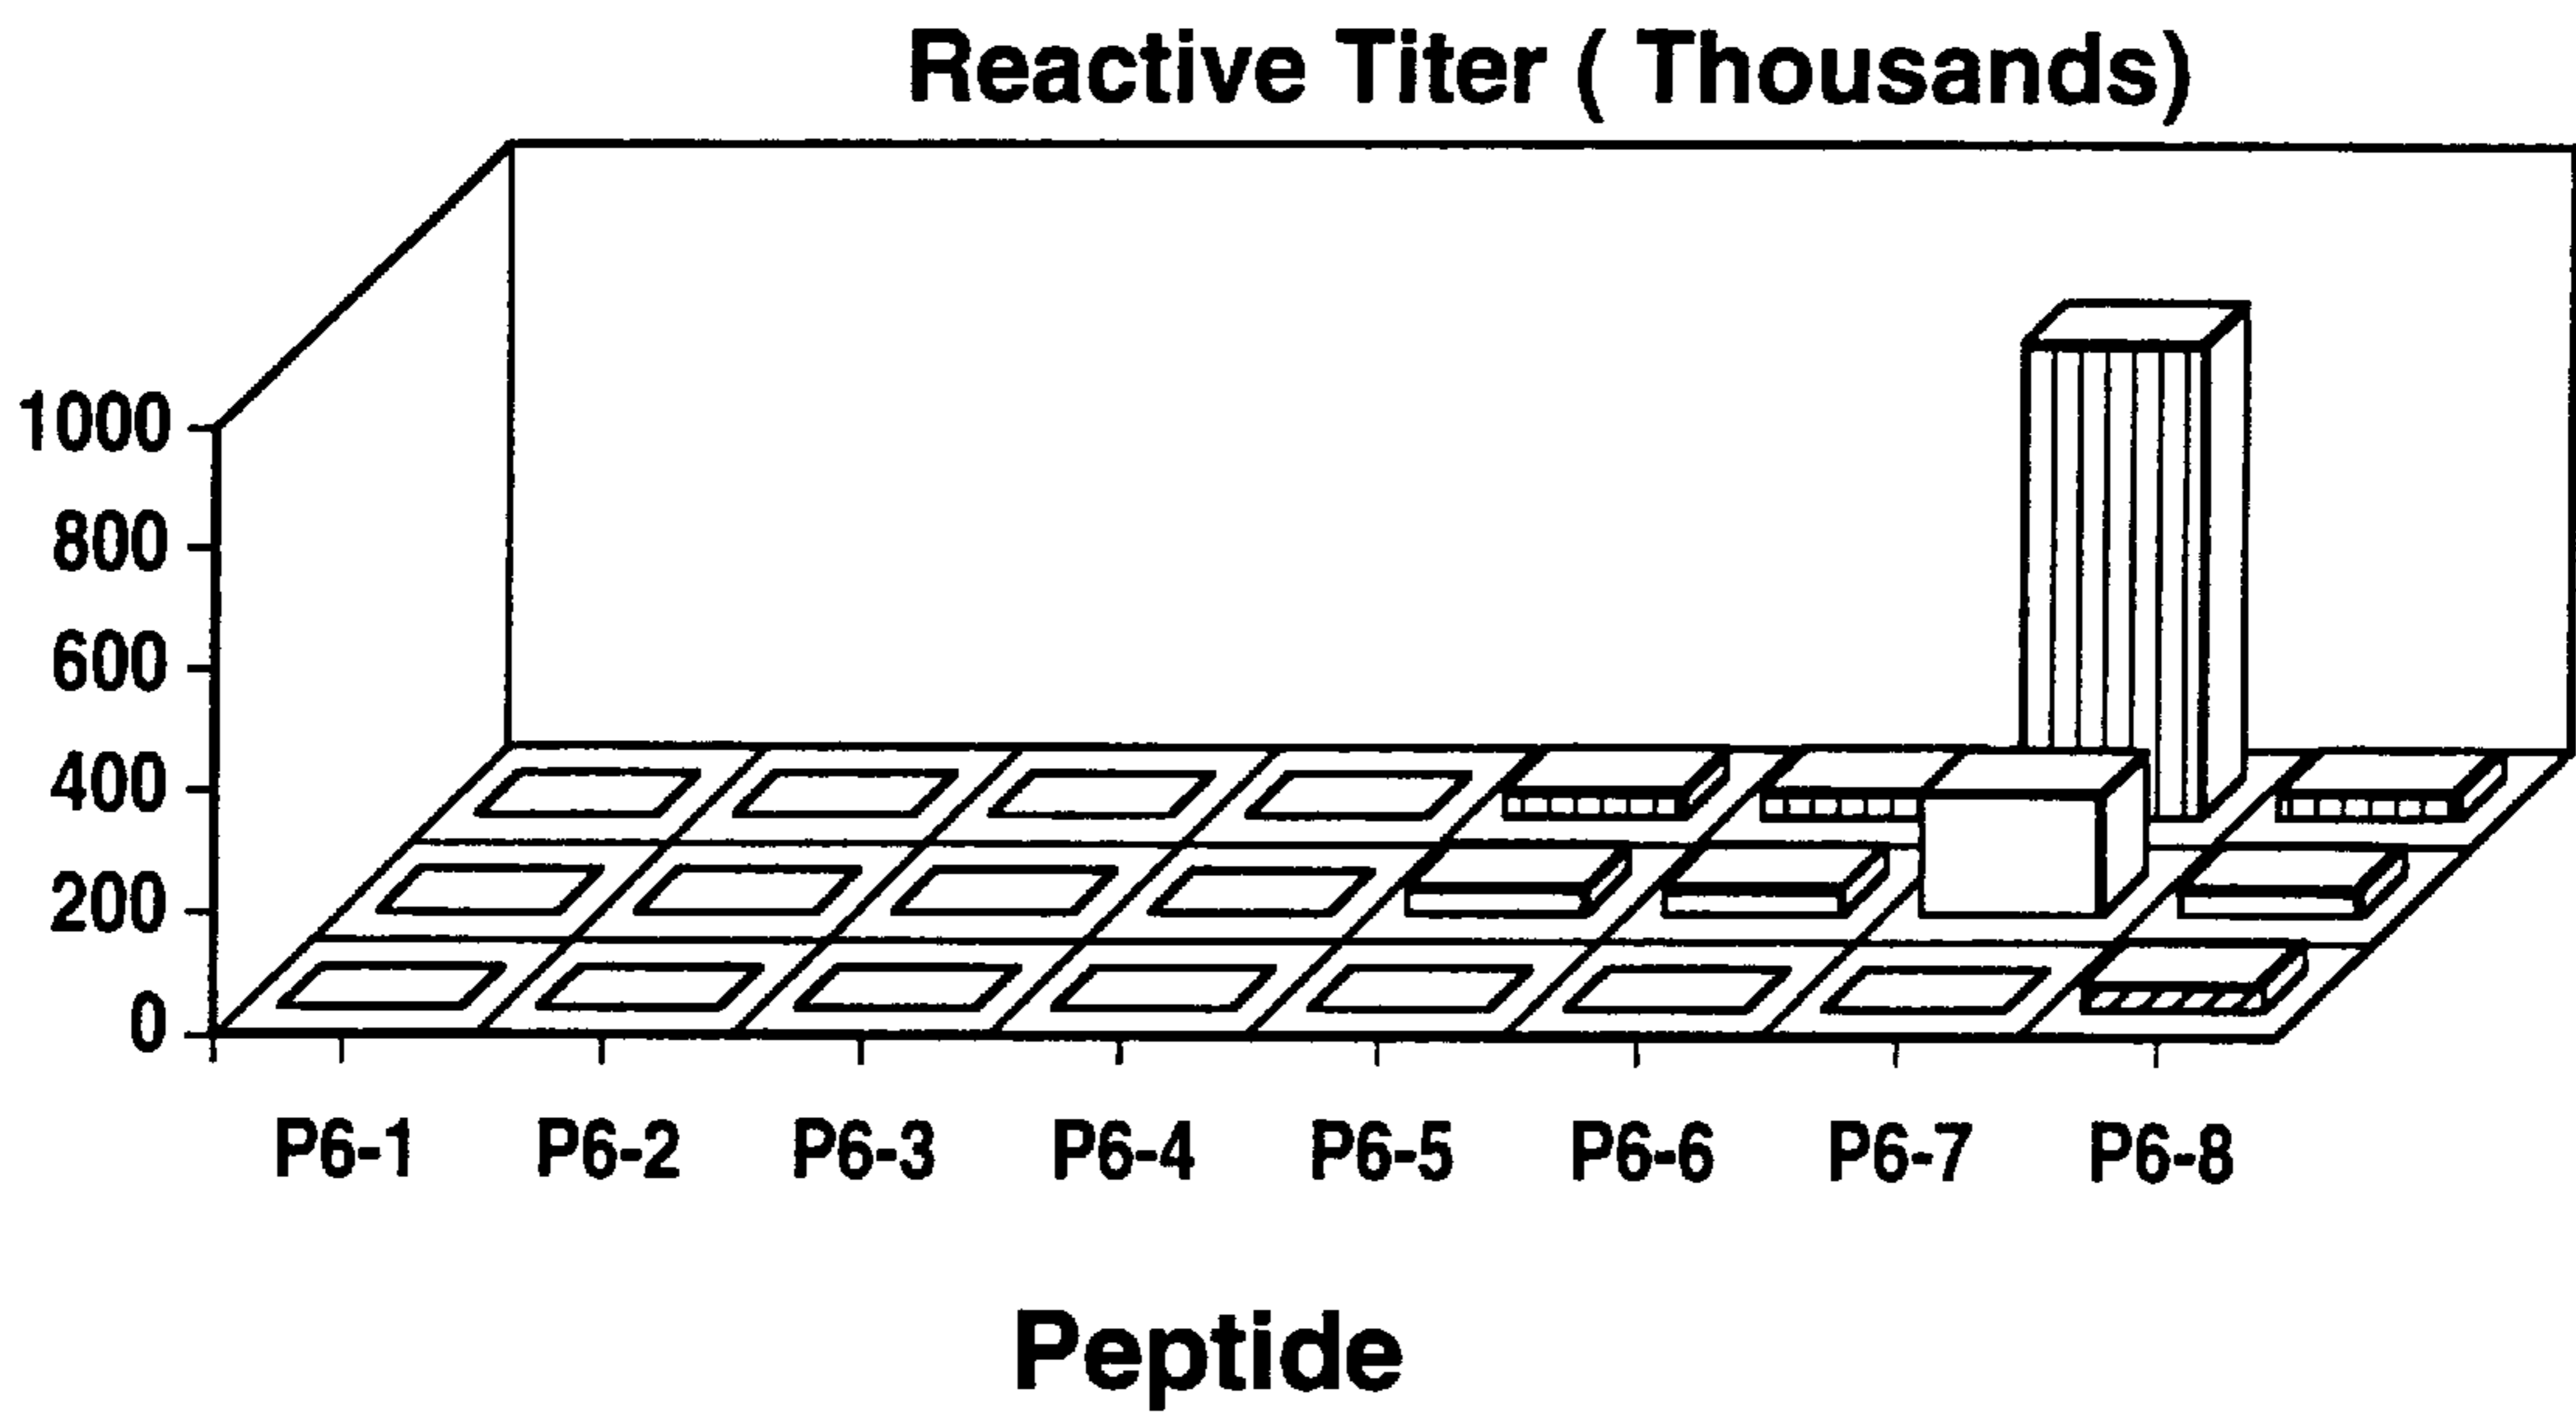 Reactive Titer ( Thousands)
1000
800
600
400
200
0
P6-1 P6-2 P6-3 P6-4 P6-5 P6-6 P6-7 P6-8
Peptide